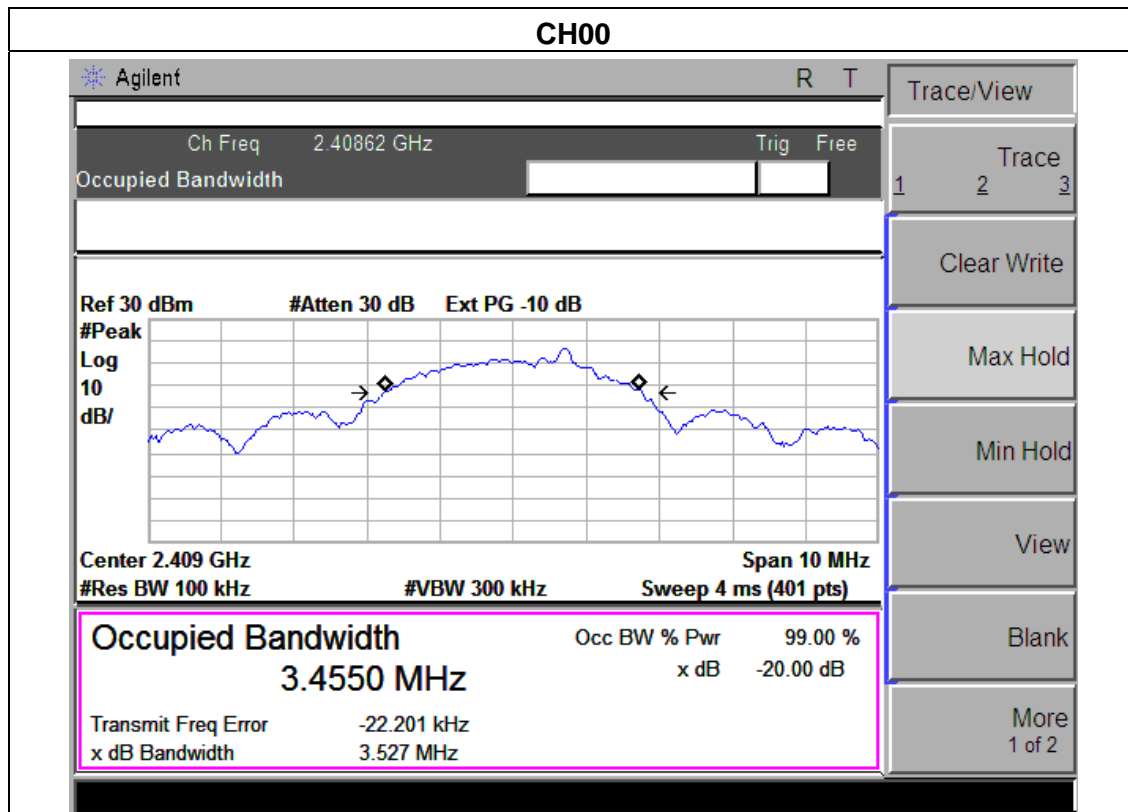 CH00
Agilent R T
Ch Freq 2.40862 GHz Trig Free
Occupied Bandwidth
Ref 30 dBm #Atten 30 dB Ext PG -10 dB
#Peak
Log
10
dB/
Center 2.409 GHz Span 10 MHz
#Res BW 100 kHz #VBW 300 kHz Sweep 4 ms (401 pts)
Occupied Bandwidth Occ BW % Pwr 99.00 %
3.4550 MHz x dB -20.00 dB
Transmit Freq Error -22.201 kHz
x dB Bandwidth 3.527 MHz
Trace/View
Trace
1 2 3
Clear Write
Max Hold
Min Hold
View
Blank
More
1 of 2